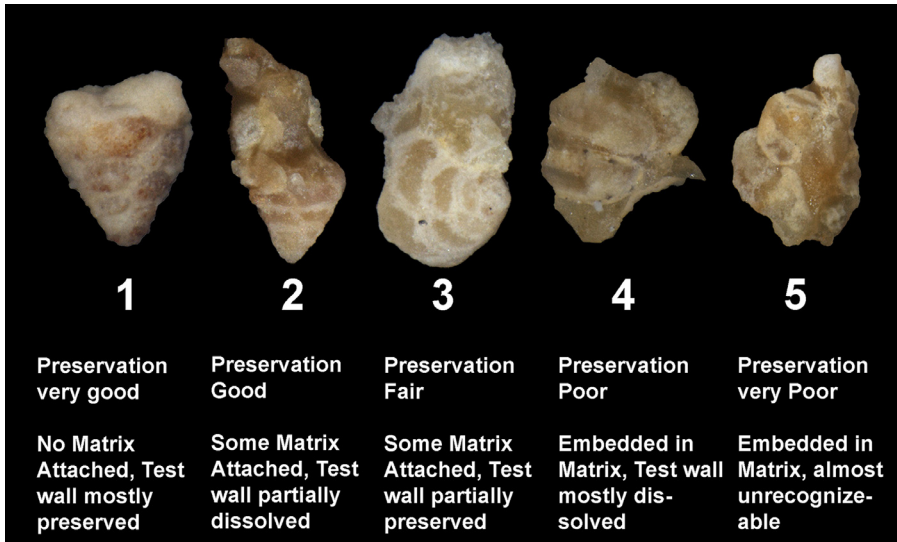 1 2 3 4 5
Preservation
very good
Preservation
Good
Preservation
Fair
Preservation
Poor
Preservation
very Poor
No Matrix
Attached, Test
wall mostly
preserved
Some Matrix
Attached, Test
wall partially
dissolved
Some Matrix
Attached, Test
wall partially
preserved
Embedded in
Matrix, Test wall
mostly dis-
solved
Embedded in
Matrix, almost
unrecognize-
able